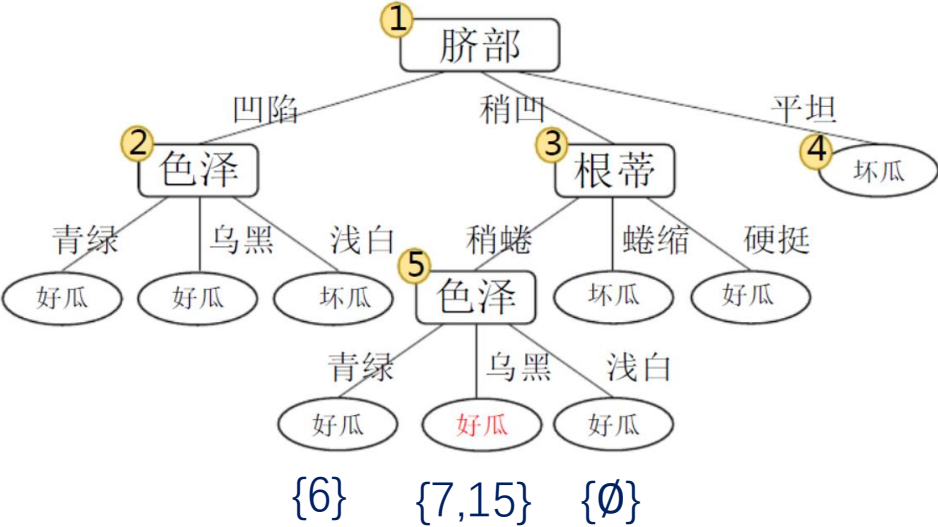 1
脐部
凹陷 稍凹 平坦
2 3 4
色泽 根蒂 坏瓜
青绿 乌黑 浅白 稍蜷 蜷缩 硬挺
5
好瓜 好瓜 坏瓜 色泽 坏瓜 好瓜
青绿 乌黑 浅白
好瓜 好瓜 好瓜
{6} {7,15} {∅}